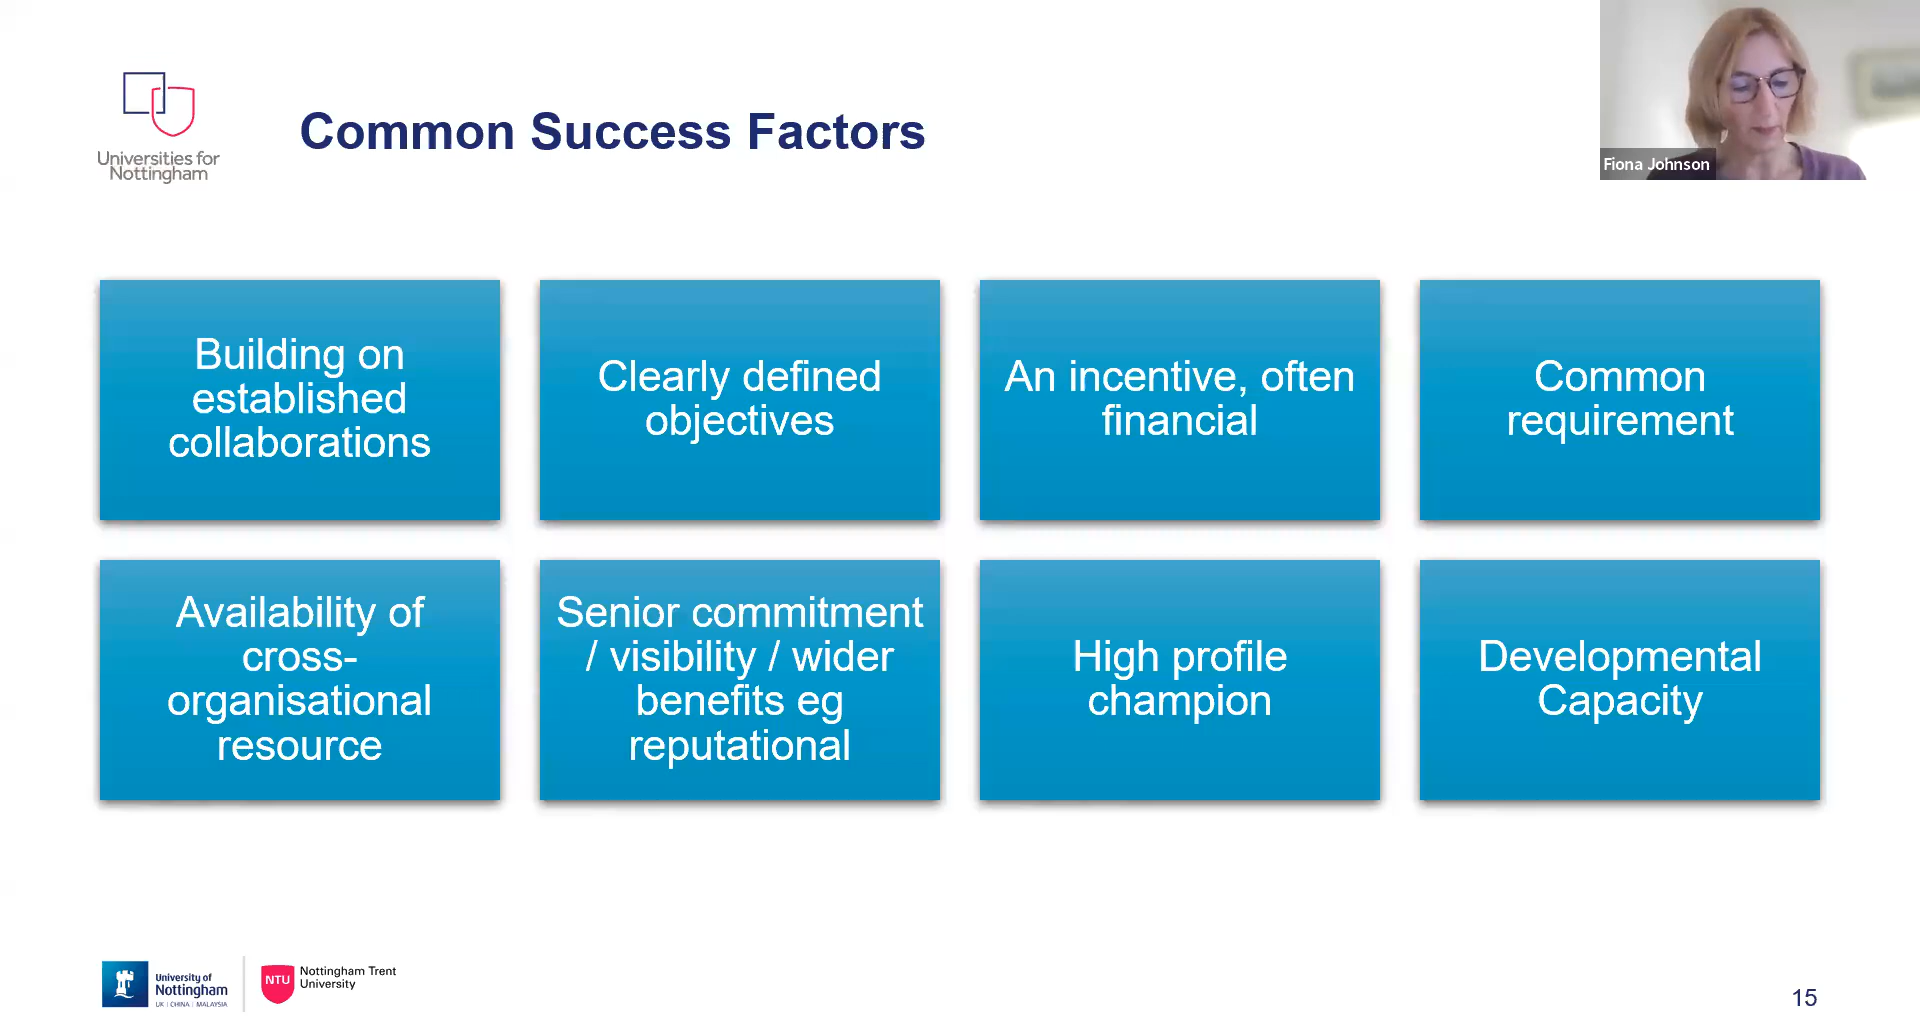 Universities for
Nottingham
Common Success Factors
Fiona Johnson
Building on
established
collaborations
Clearly defined
objectives
An incentive, often
financial
Common
requirement
Availability of
cross-
organisational
resource
Senior commitment
/ visibility / wider
benefits eg
reputational
High profile
champion
Developmental
Capacity
University of
Nottingham
UK | CHINA | MALAYSIA
NTU
Nottingham Trent
University
15